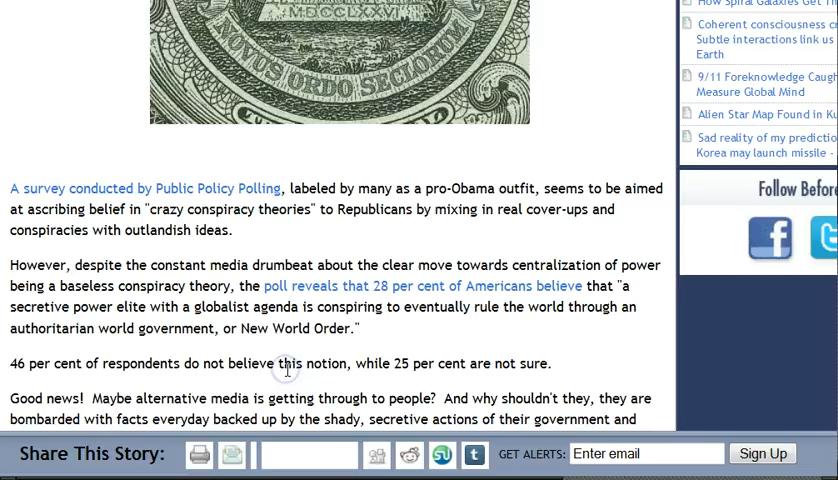 MDCCLXXVI
NOVUS ORDO SECLORUM
A survey conducted by Public Policy Polling, labeled by many as a pro-Obama outfit, seems to be aimed
at ascribing belief in "crazy conspiracy theories" to Republicans by mixing in real cover-ups and
conspiracies with outlandish ideas.
However, despite the constant media drumbeat about the clear move towards centralization of power
being a baseless conspiracy theory, the poll reveals that 28 per cent of Americans believe that "a
secretive power elite with a globalist agenda is conspiring to eventually rule the world through an
authoritarian world government, or New World Order."
46 per cent of respondents do not believe this notion, while 25 per cent are not sure.
Good news! Maybe alternative media is getting through to people? And why shouldn't they, they are
bombarded with facts everyday backed up by the shady, secretive actions of their government and
How Spiral Galaxies Get
Coherent consciousness
Subtle interactions link us
Earth
9/11 Foreknowledge
Measure Global Mind
Alien Star Map Found in
Sad reality of my
Korea may launch missile -
Follow
f
t
Share This Story:
t
GET ALERTS:
Enter email
Sign Up